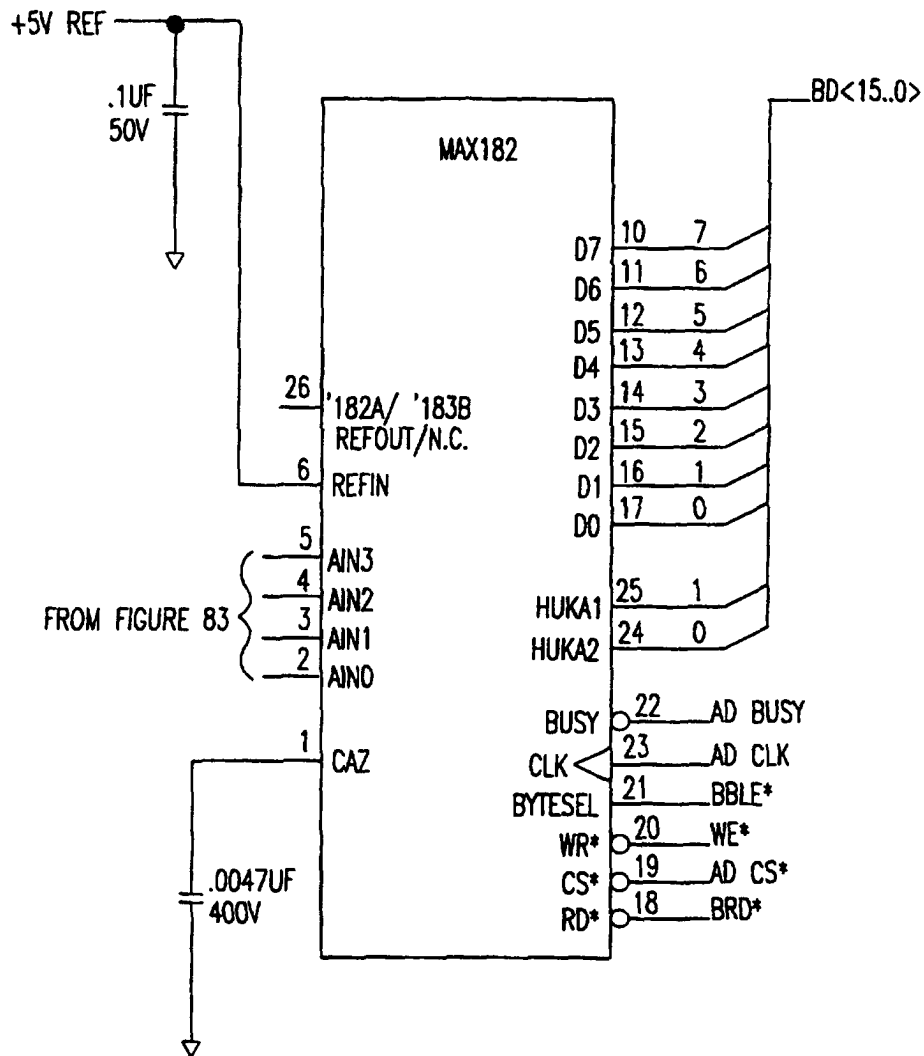 +5V REF
.1UF
50V
BD<15..0>
MAX182
D7 10 7
D6 11 6
D5 12 5
D4 13 4
D3 14 3
D2 15 2
D1 16 1
D0 17 0
26 '182A/ '183B
REFOUT/N.C.
6 REFIN
5 AIN3
4 AIN2
3 AIN1
2 AIN0
FROM FIGURE 83
HUKA1 25 1
HUKA2 24 0
BUSY 22 AD BUSY
1 CAZ
CLK 23 AD CLK
BYTESEL 21 BBLE*
WR* 20 WE*
CS* 19 AD CS*
RD* 18 BRD*
.0047UF
400V